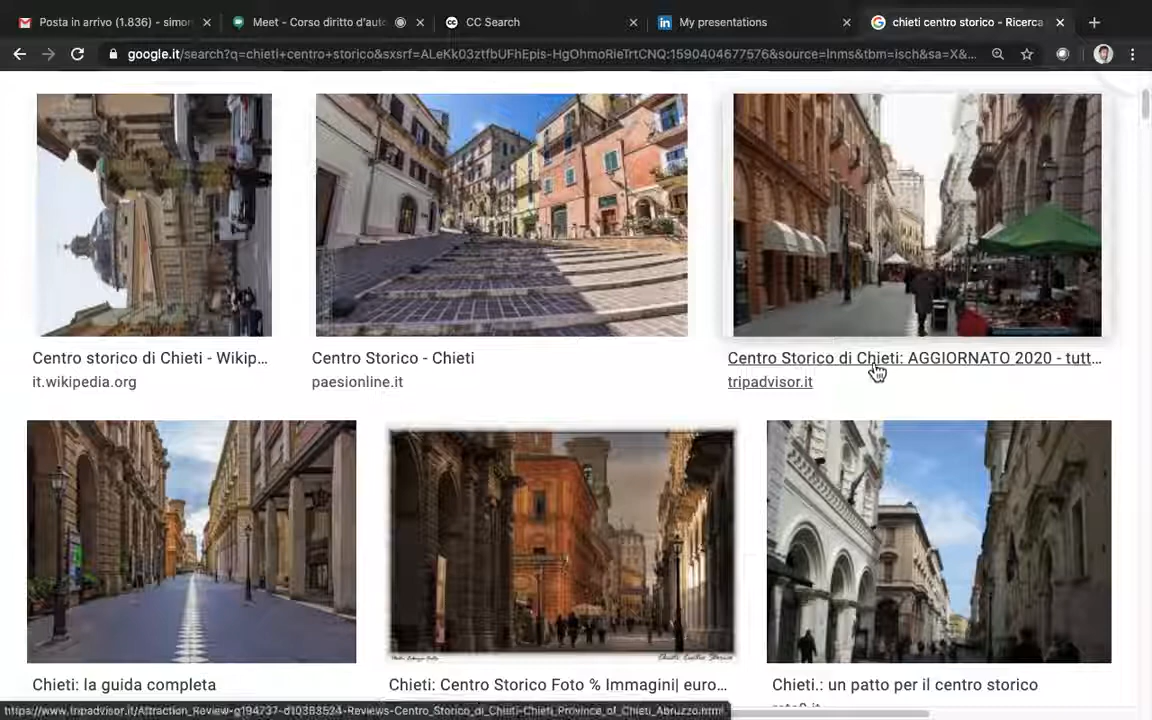 Posta in arrivo (1.836) - simon
Meet - Corso diritto d'auto
CC Search
My presentations
chieti centro storico - Ricerca
google.it/search?q=chieti+centro+storico&sxsrf=ALeKk03ztfbUFhEpis-HgOhmoRieTrtCNQ:1590404677576&source=lnms&tbm=isch&sa=X&...
Centro storico di Chieti - Wikip...
it.wikipedia.org
Centro Storico - Chieti
paesionline.it
Centro Storico di Chieti: AGGIORNATO 2020 - tutt...
tripadvisor.it
Chieti Centro Storico
Chieti: la guida completa
Chieti: Centro Storico Foto % Immagini| euro...
Chieti.: un patto per il centro storico
https://www.tripadvisor.it/Attraction_Review-g194737-d10383524-Reviews-Centro_Storico_di_Chieti-Chieti_Province_of_Chieti_Abruzzo.html